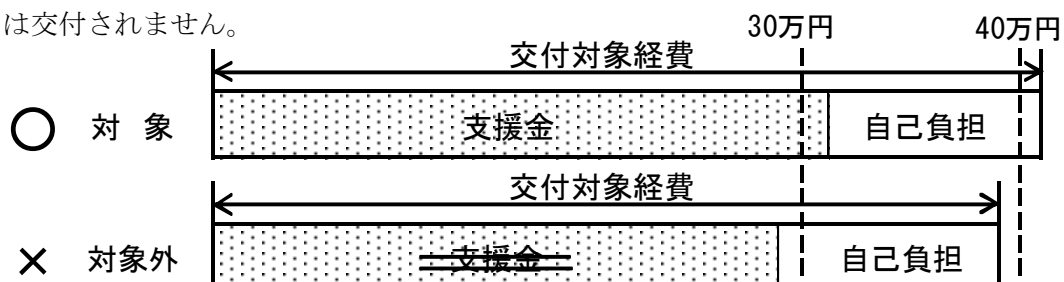 は交付されません。
30万円 40万円
交付対象経費
○ 対 象 支援金 自己負担
交付対象経費
× 対象外 支援金 自己負担